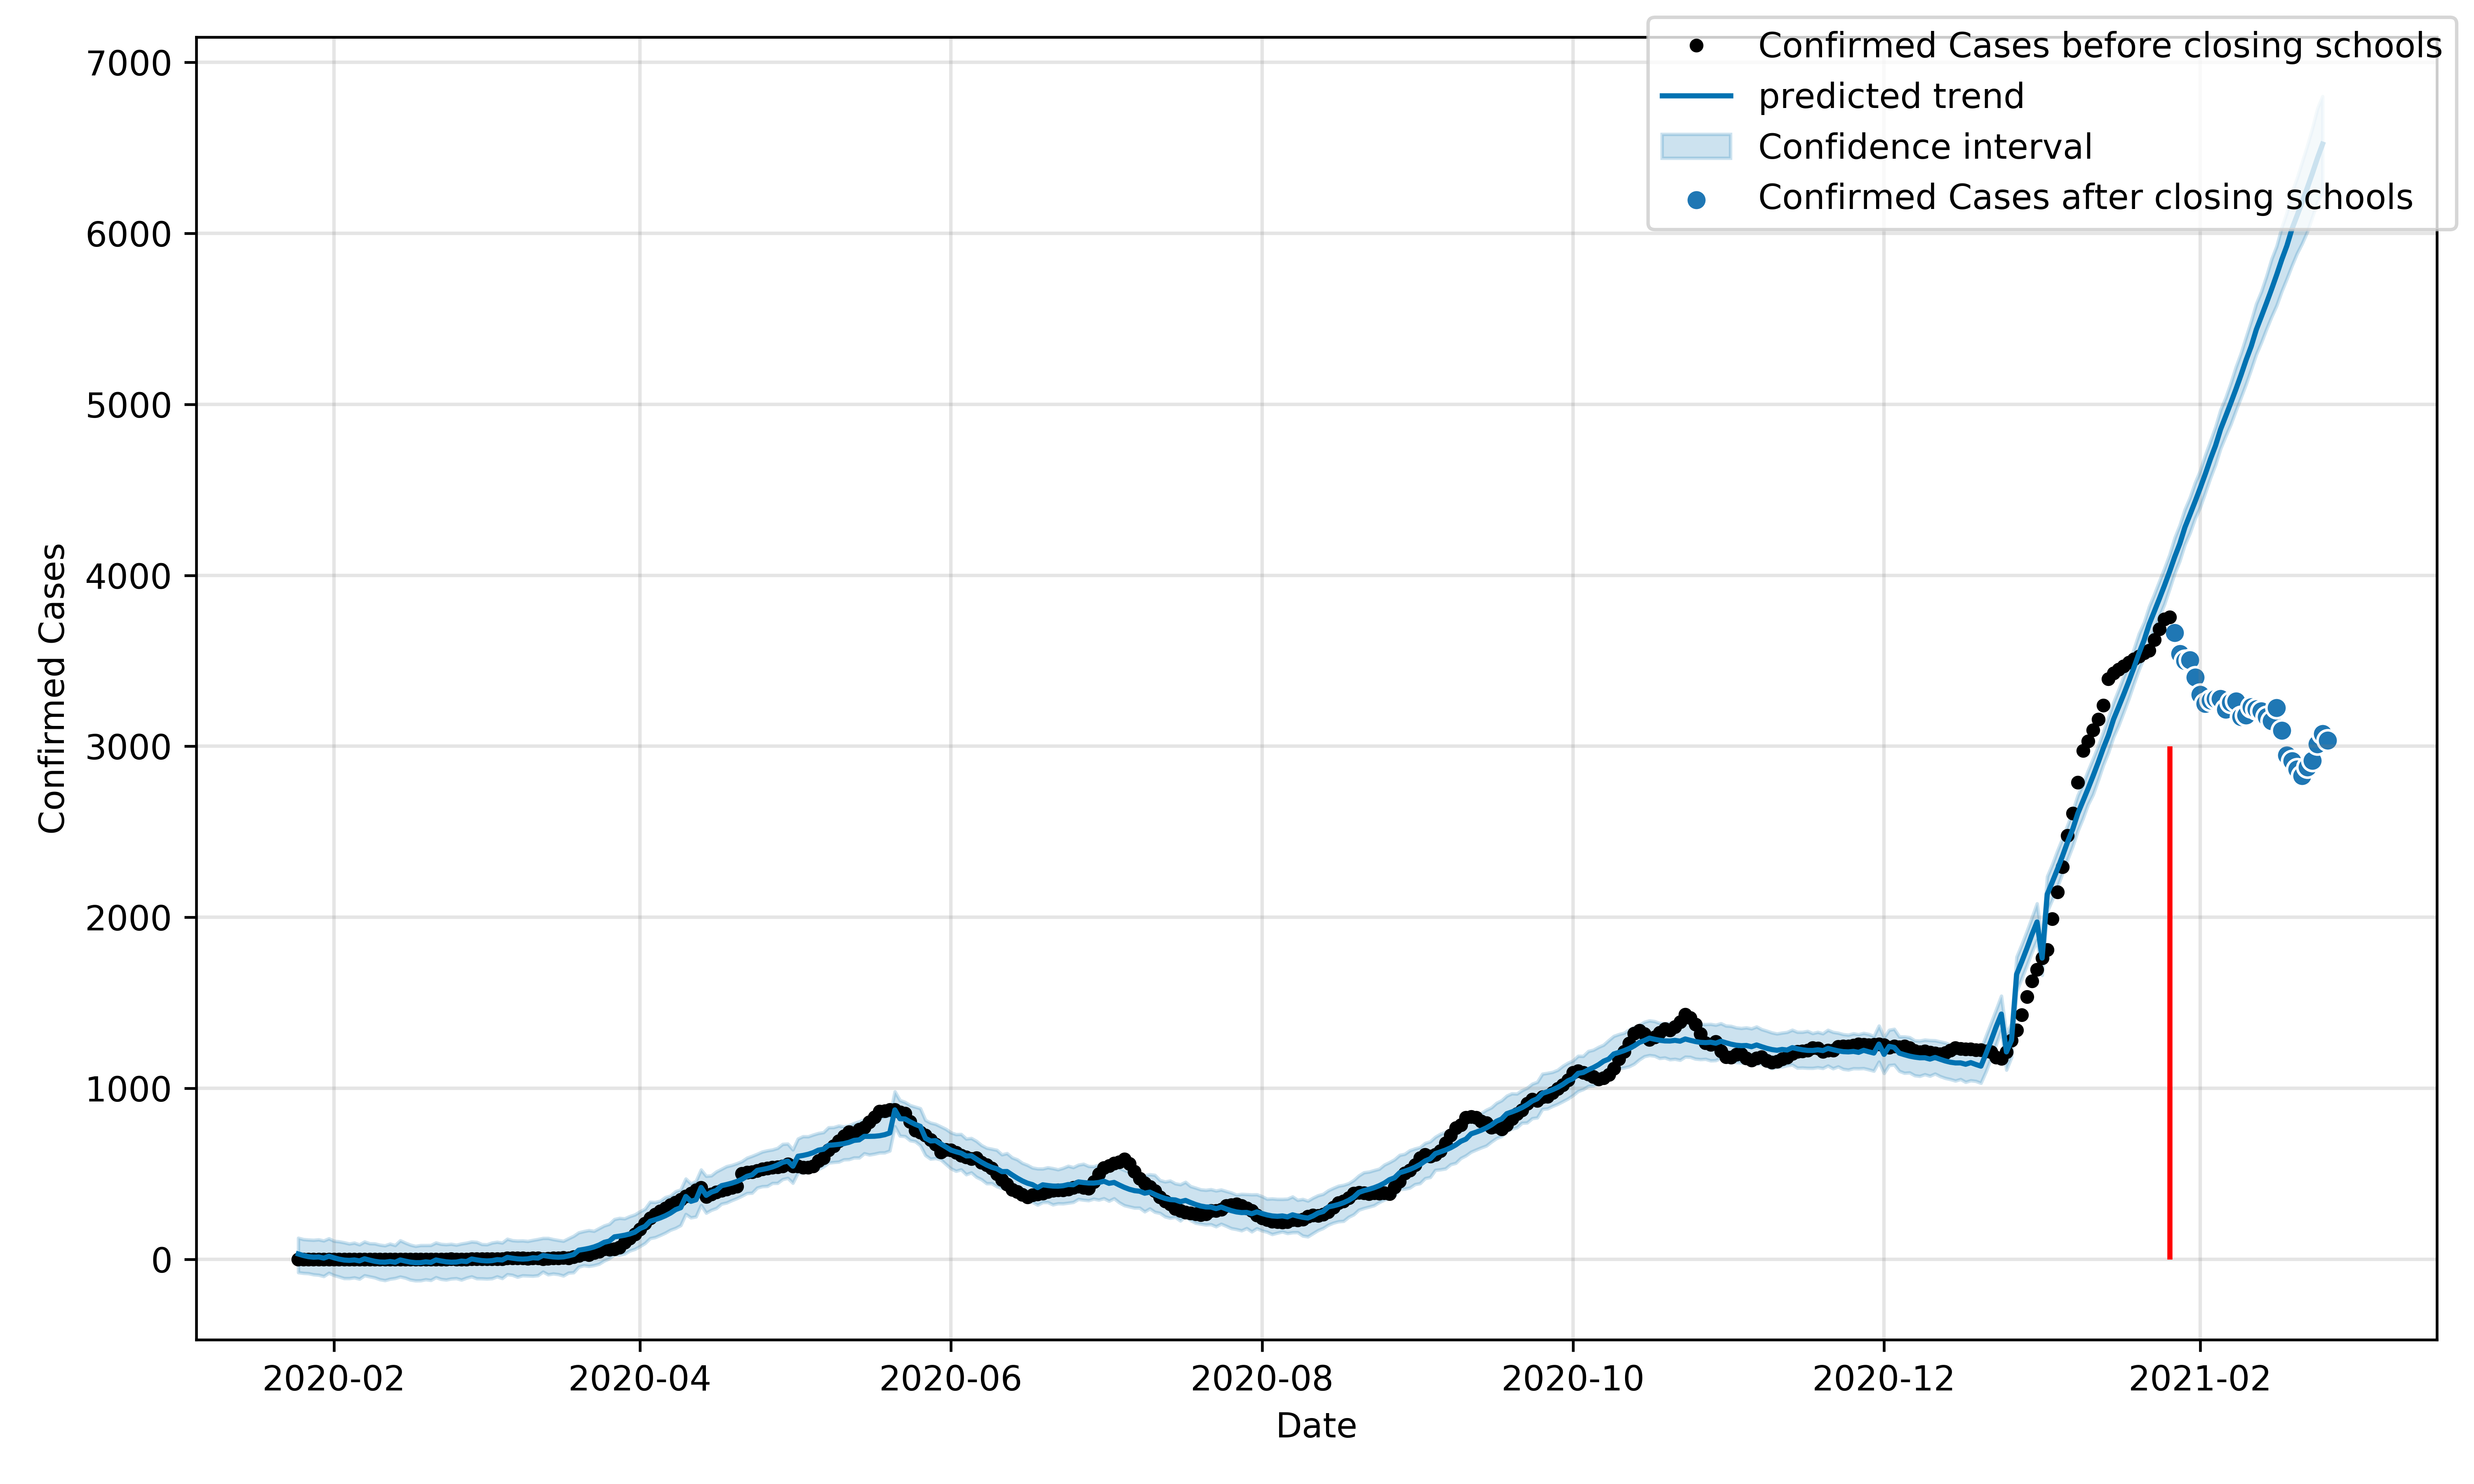 Confirmed Cases before closing schools
predicted trend
Confidence interval
Confirmed Cases after closing schools
7000
6000
5000
4000
3000
2000
1000
0
Confirmed Cases
2020-02
2020-04
2020-06
2020-08
2020-10
2020-12
2021-02
Date